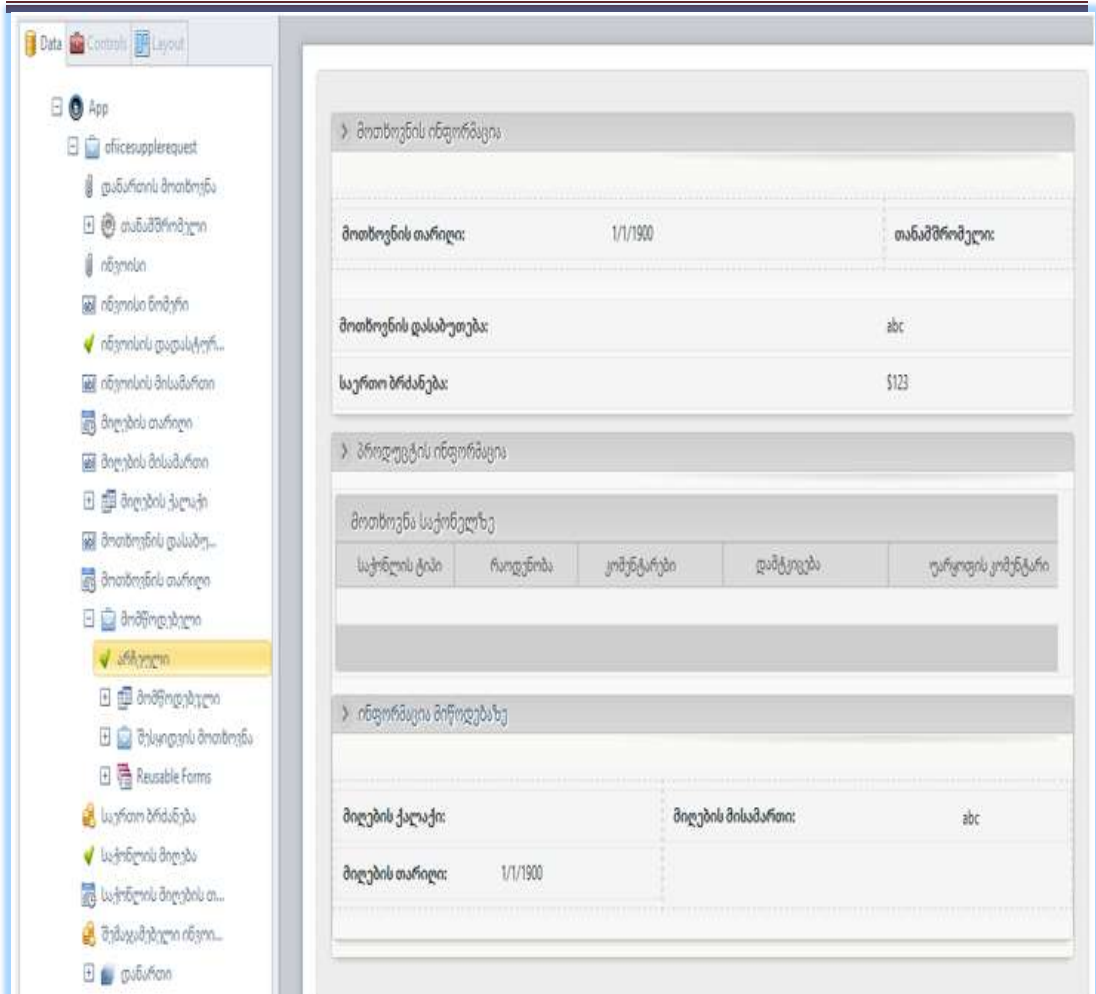 Data Controls Layout
App
ofiicesupplerequest
დანართის მოთხოვნა
თანამშრომელი
ინვოისი
ინვოისი ნომერი
ინვოისის დადასტურ...
ინვოისის მისამართი
მიღების თარიღი
მიღების მისამართი
მიღების ქალაქი
მოთხოვნის დასაბუ...
მოთხოვნის თარიღი
მომწოდებელი
არჩეული
მომწოდებელი
შესყიდვის მოთხოვნა
Reusable Forms
საერთო ბრძანება
საქონლის მიღება
საქონლის მიღების თ...
შემაჯამებელი ინვოი...
დანართი
მოთხოვნის ინფორმაცია
მოთხოვნის თარიღი: 1/1/1900 თანამშრომელი:
მოთხოვნის დასაბუთება: abc
საერთო ბრძანება: $123
პროდუცტის ინფორმაცია
მოთხოვნა საქონელზე
საქონლის ტიპი რაოდენობა კომენტარები დამტკიცება უარყოფის კომენტარი
ინფორმაცია მიწოდებაზე
მიღების ქალაქი: მიღების მისამართი: abc
მიღების თარიღი: 1/1/1900